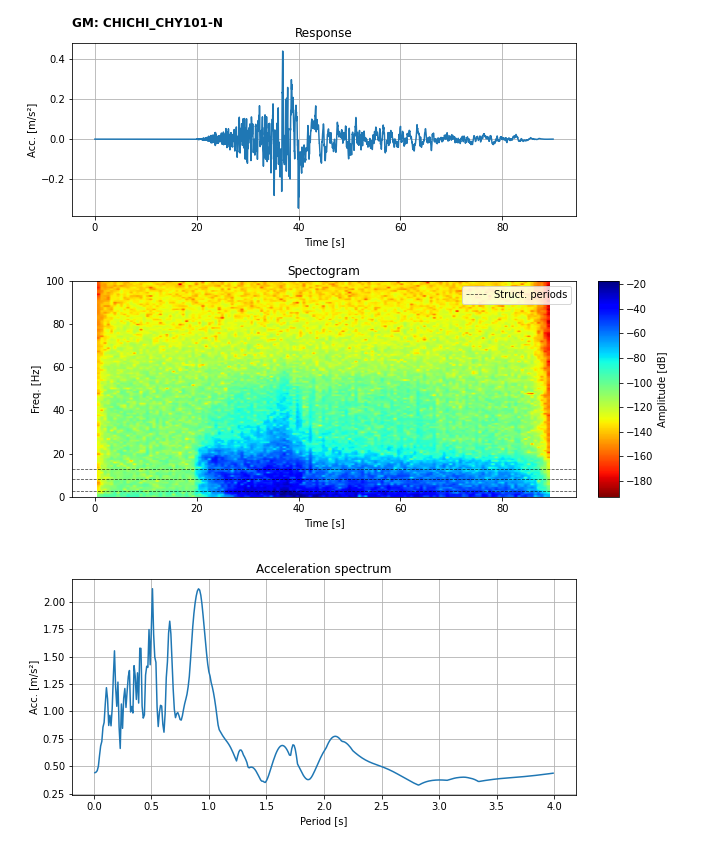 GM: CHICHI_CHY101-N
Response
0.4
0.2
0.0
−0.2
Acc. [m/s²]
0 20 40 60 80
Time [s]
Spectogram
100
80
60
40
20
0
Freq. [Hz]
Struct. periods
0 20 40 60 80
Time [s]
−20
−40
−60
−80
−100
−120
−140
−160
−180
Amplitude [dB]
Acceleration spectrum
2.00
1.75
1.50
1.25
1.00
0.75
0.50
0.25
Acc. [m/s²]
0.0 0.5 1.0 1.5 2.0 2.5 3.0 3.5 4.0
Period [s]